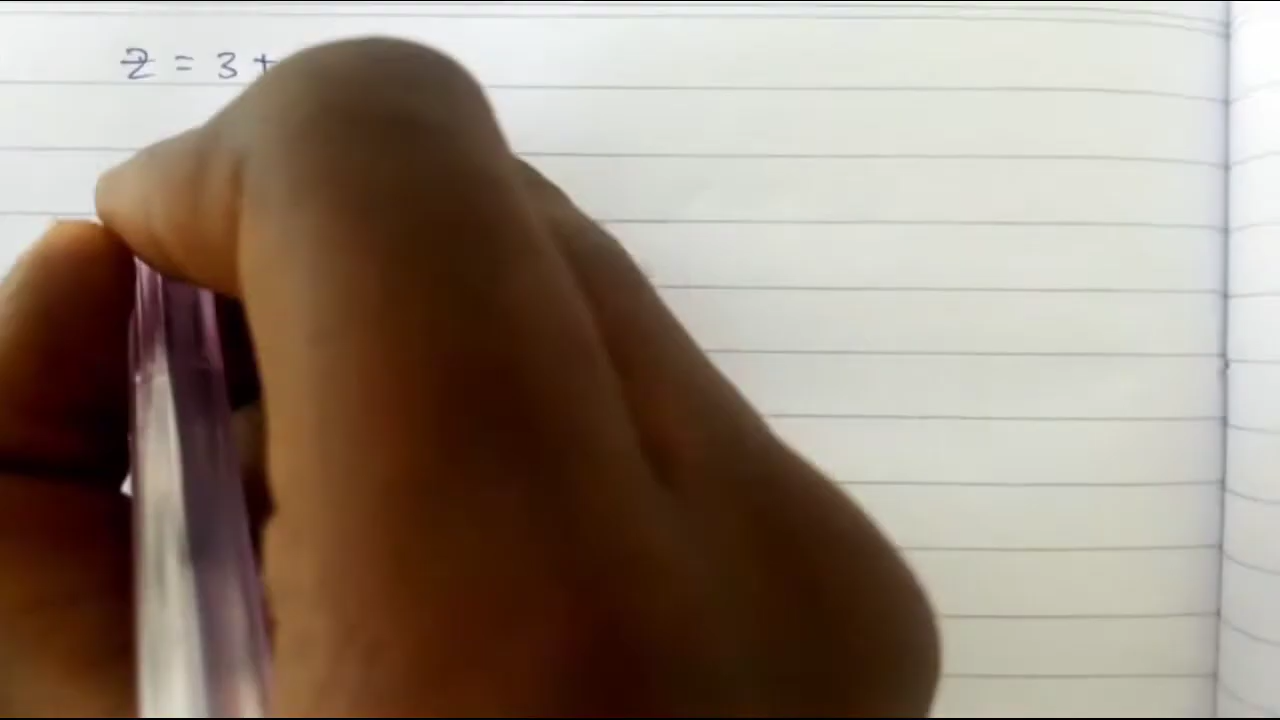 Z = 3 +